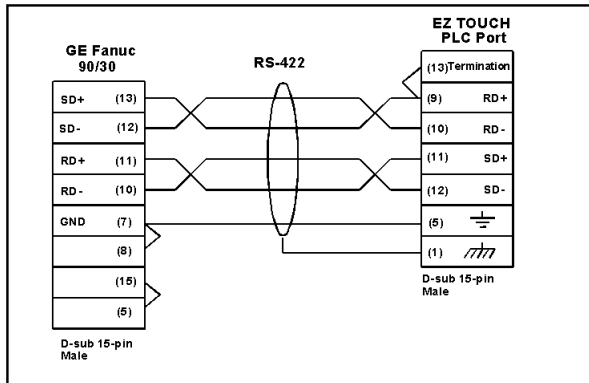 GE Fanuc
90/30
RS-422
EZ TOUCH
PLC Port
SD+ (13)
SD- (12)
RD+ (11)
RD- (10)
GND (7)
(8)
(15)
(5)
D-sub 15-pin
Male
(13)Termination
(9) RD+
(10) RD-
(11) SD+
(12) SD-
(5)
(1)
D-sub 15-pin
Male